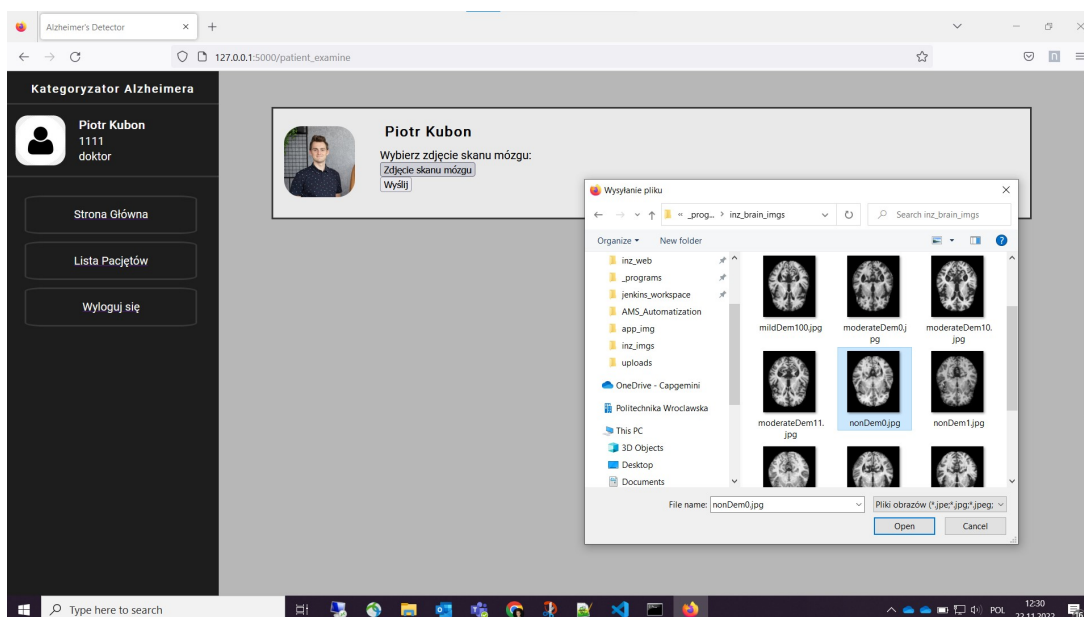 Alzheimer's Detector
127.0.0.1:5000/patient_examine
Kategoryzator Alzheimera
Piotr Kubon
1111
doktor
Strona Główna
Lista Pacjętów
Wyloguj się
Piotr Kubon
Wybierz zdjęcie skanu mózgu:
Zdjęcie skanu mózgu
Wyślij
Wysyłanie pliku
« _prog... > inz_brain_imgs
Search inz_brain_imgs
Organize
New folder
inz_web
_programs
jenkins_workspace
AMS_Automatization
app_img
inz_imgs
uploads
OneDrive - Capgemini
Politechnika Wroclawska
This PC
3D Objects
Desktop
Documents
mildDem100.jpg
moderateDem0.j
pg
moderateDem10.
jpg
moderateDem11.
jpg
nonDem0.jpg
nonDem1.jpg
File name: nonDem0.jpg
Pliki obrazów (*.jpe;*.jpg;*.jpeg;
Open
Cancel
Type here to search
POL
12:30
22.11.2022